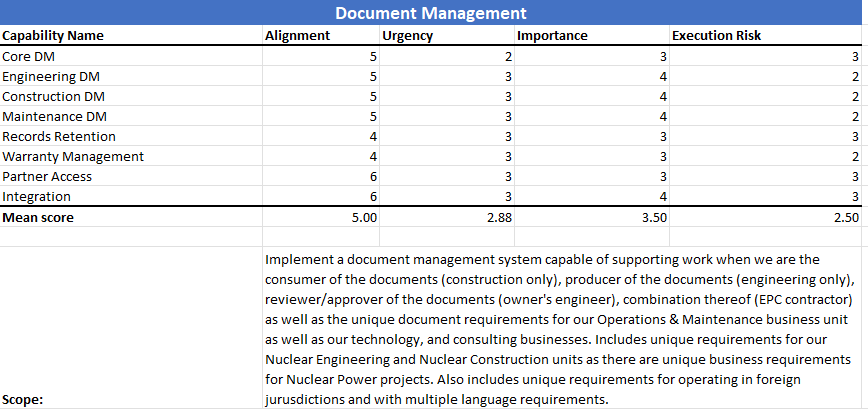 Document Management
Capability Name Alignment Urgency Importance Execution Risk
Core DM 5 2 3 3
Engineering DM 5 3 4 2
Construction DM 5 3 4 2
Maintenance DM 5 3 4 2
Records Retention 4 3 3 3
Warranty Management 4 3 3 2
Partner Access 6 3 3 3
Integration 6 3 4 3
Mean score 5.00 2.88 3.50 2.50
Implement a document management system capable of supporting work when we are the
consumer of the documents (construction only), producer of the documents (engineering only),
reviewer/approver of the documents (owner's engineer), combination thereof (EPC contractor)
as well as the unique document requirements for our Operations & Maintenance business unit
as well as our technology, and consulting businesses. Includes unique requirements for our
Nuclear Engineering and Nuclear Construction units as there are unique business requirements
for Nuclear Power projects. Also includes unique requirements for operating in foreign
Scope: jurusdictions and with multiple language requirements.